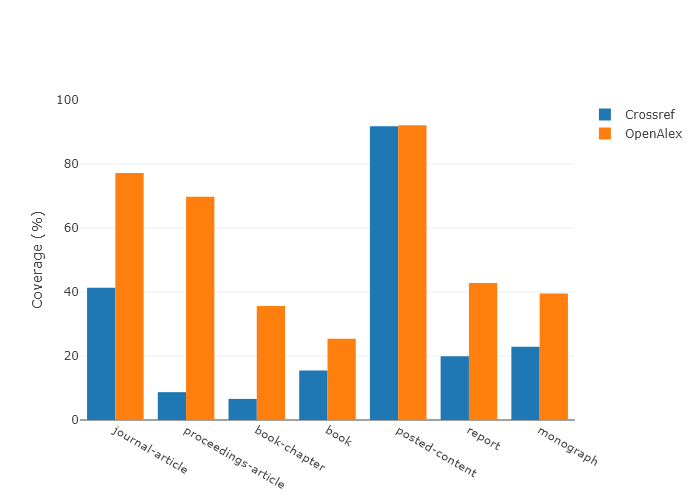 100
80
60
40
20
0
Coverage (%)
Crossref
OpenAlex
journal-article
proceedings-article
book-chapter
book
posted-content
report
monograph